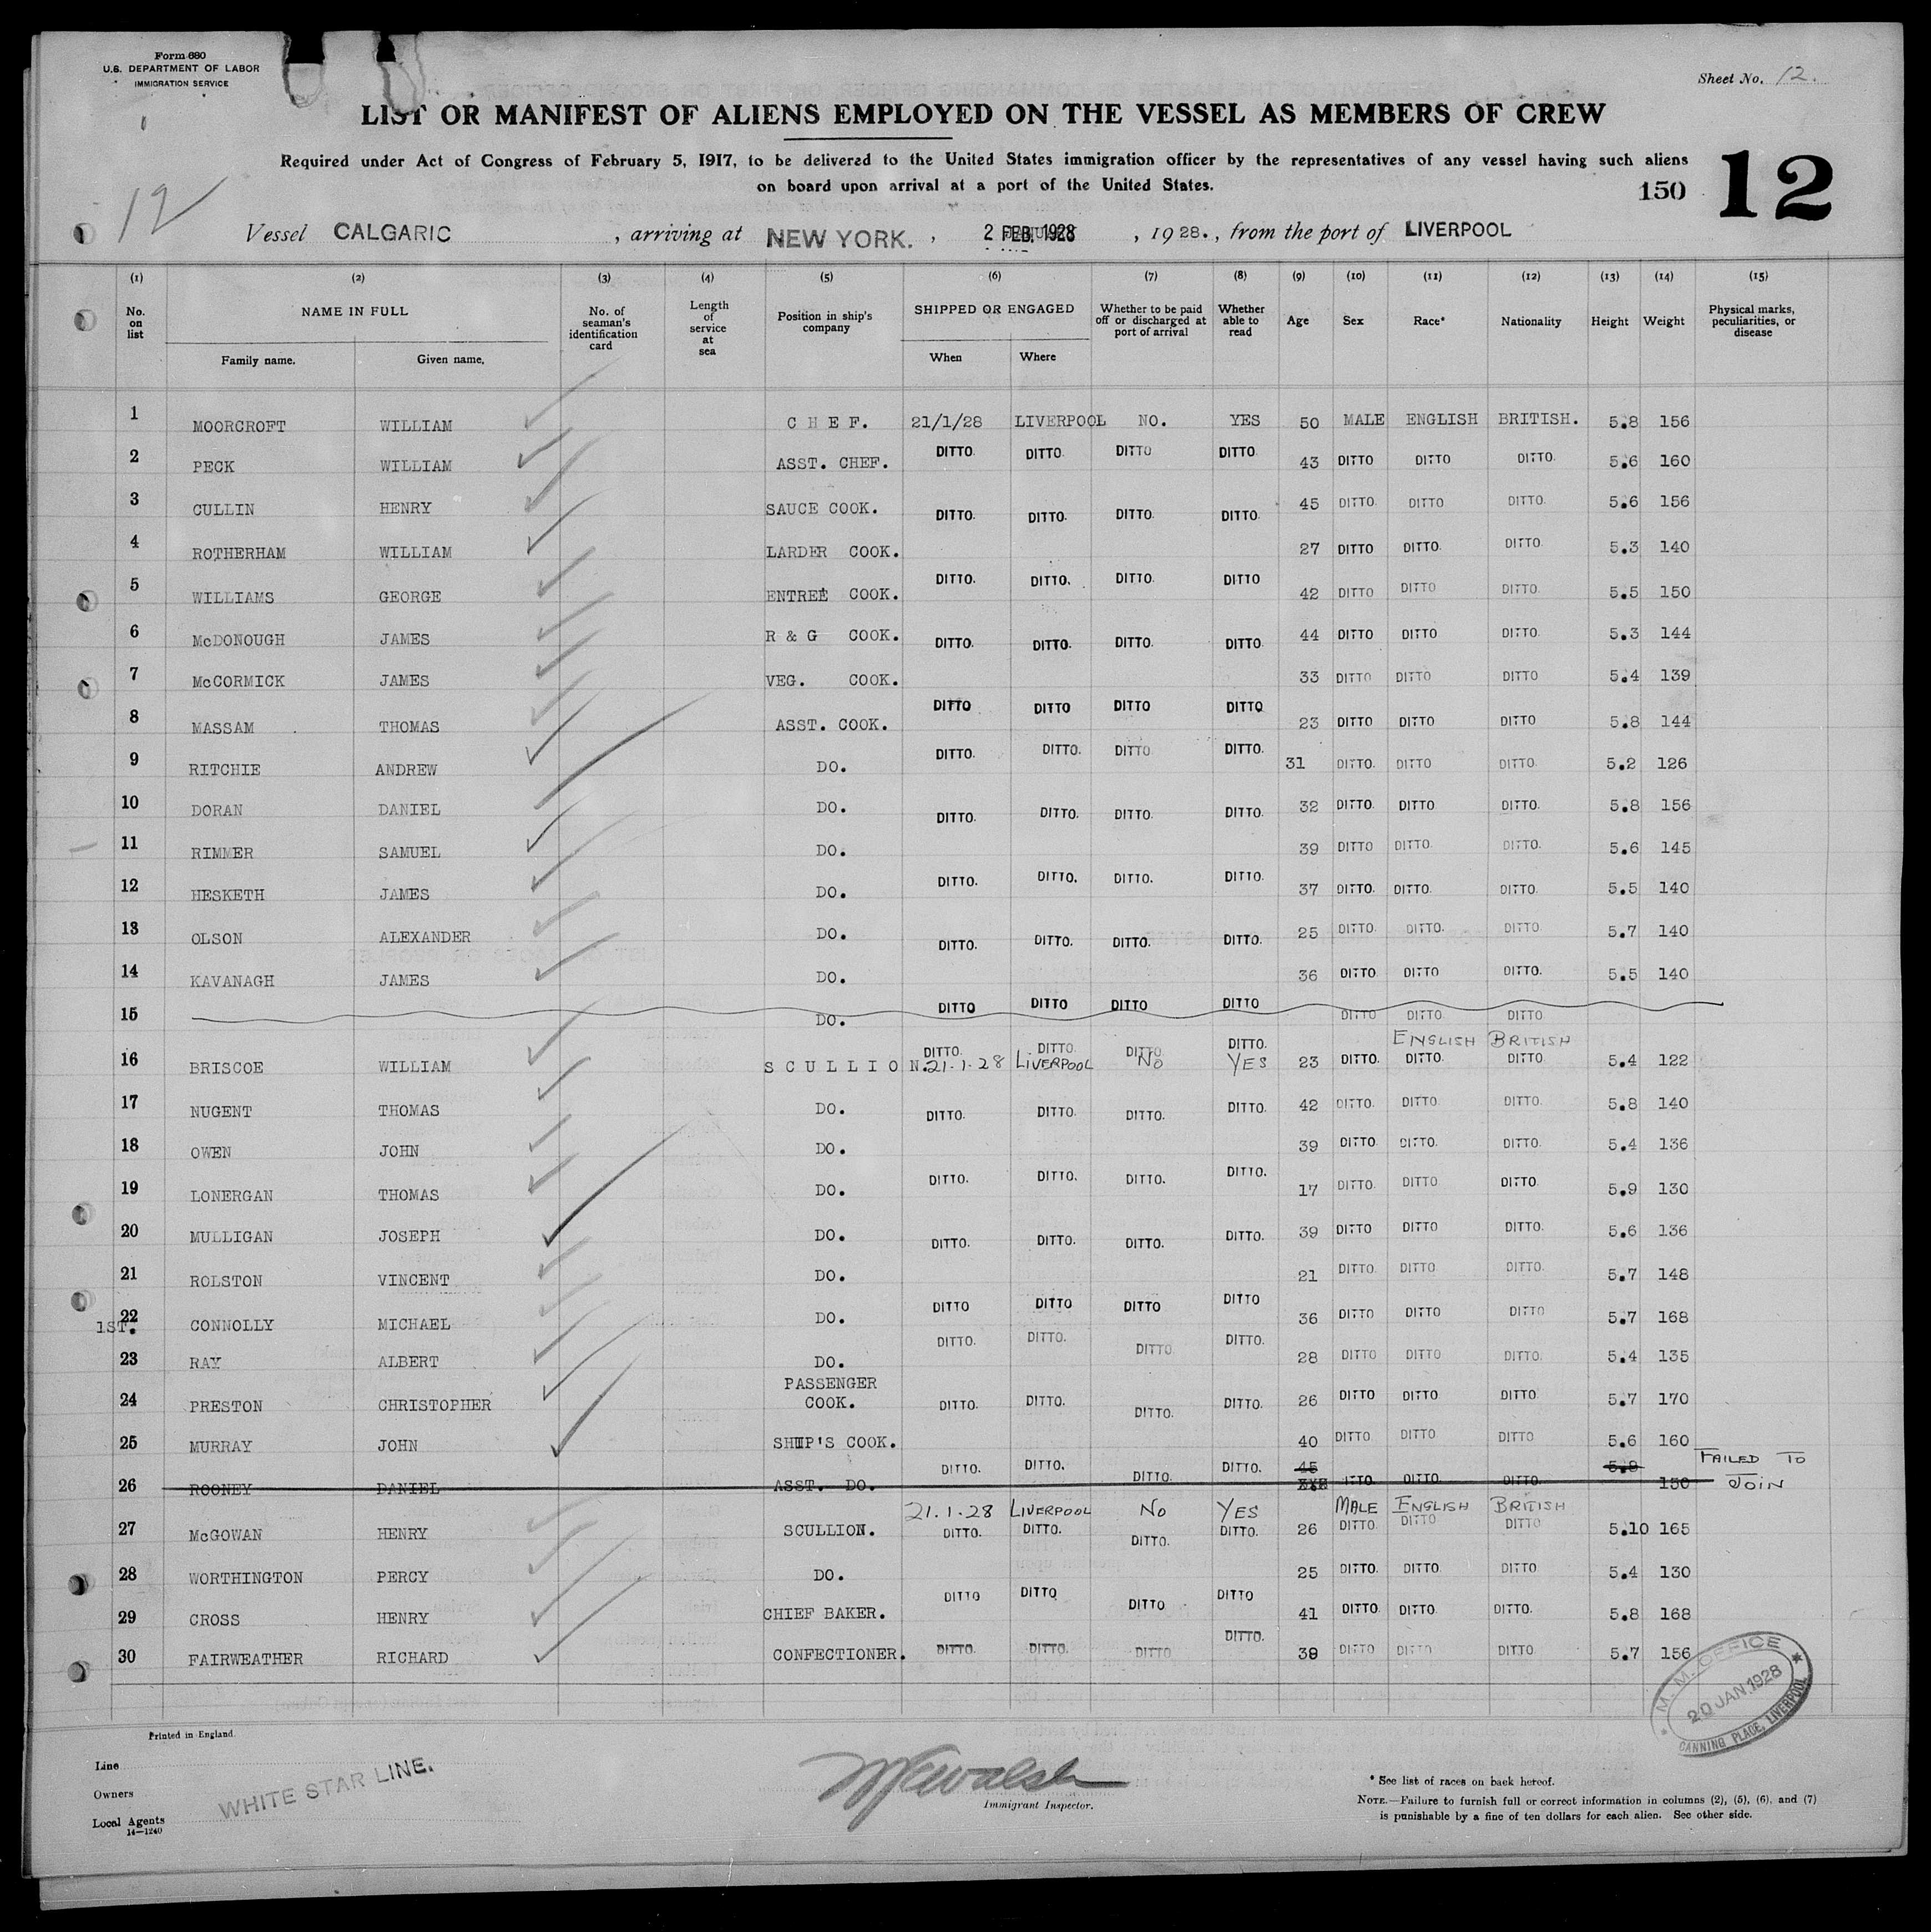 Form 680
U.S. DEPARTMENT OF LABOR
IMMIGRATION SERVICE
Sheet No. 12.
LIST OR MANIFEST OF ALIENS EMPLOYED ON THE VESSEL AS MEMBERS OF CREW
Required under Act of Congress of February 5, 1917, to be delivered to the United States immigration officer by the representatives of any vessel having such aliens
on board upon arrival at a port of the United States.
150 12
12
Vessel CALGARIC, arriving at NEW YORK., 2 FEB. 1928, 1928., from the port of LIVERPOOL
(1) (2) (3) (4) (5) (6) (7) (8) (9) (10) (11) (12) (13) (14) (15)
No. on list NAME IN FULL Family name. Given name. No. of seaman's identification card Length of service at sea Position in ship's company SHIPPED OR ENGAGED When Where Whether to be paid off or discharged at port of arrival Whether able to read Age Sex Race* Nationality Height Weight Physical marks, peculiarities, or disease
1 MOORCROFT WILLIAM CHEF. 21/1/28 LIVERPOOL NO. YES 50 MALE ENGLISH BRITISH. 5.8 156
2 PECK WILLIAM ASST. CHEF. DITTO. DITTO. DITTO DITTO. 43 DITTO DITTO DITTO. 5.6 160
3 CULLIN HENRY SAUCE COOK. DITTO. DITTO. DITTO. DITTO. 45 DITTO. DITTO DITTO. 5.6 156
4 ROTHERHAM WILLIAM LARDER COOK. 27 DITTO DITTO. DITTO. 5.3 140
5 WILLIAMS GEORGE ENTREE COOK. DITTO. DITTO. DITTO. DITTO 42 DITTO DITTO DITTO. 5.5 150
6 McDONOUGH JAMES R & G COOK. DITTO. DITTO. DITTO. DITTO. 44 DITTO DITTO DITTO. 5.3 144
7 McCORMICK JAMES VEG. COOK. 33 DITTO DITTO DITTO 5.4 139
8 MASSAM THOMAS ASST. COOK. DITTO DITTO DITTO DITTO 23 DITTO DITTO DITTO 5.8 144
9 RITCHIE ANDREW DO. DITTO. DITTO. DITTO DITTO. 31 DITTO. DITTO DITTO. 5.2 126
10 DORAN DANIEL DO. DITTO. DITTO. DITTO. DITTO. 32 DITTO. DITTO DITTO. 5.8 156
11 RIMMER SAMUEL DO. 39 DITTO DITTO. DITTO. 5.6 145
12 HESKETH JAMES DO. DITTO. DITTO. DITTO. DITTO. 37 DITTO. DITTO. DITTO. 5.5 140
13 OLSON ALEXANDER DO. DITTO. DITTO. DITTO. DITTO. 25 DITTO. DITTO. DITTO 5.7 140
14 KAVANAGH JAMES DO. 36 DITTO DITTO DITTO. 5.5 140
15 DO. DITTO DITTO DITTO DITTO DITTO DITTO. DITTO
DITTO. DITTO. DITTO. DITTO. ENGLISH BRITISH
16 BRISCOE WILLIAM SCULLION. 21.1.28 LIVERPOOL NO YES 23 DITTO. DITTO. DITTO 5.4 122
17 NUGENT THOMAS DO. DITTO. DITTO. DITTO. DITTO. 42 DITTO. DITTO. DITTO. 5.8 140
18 OWEN JOHN DO. 39 DITTO DITTO. DITTO. 5.4 136
19 LONERGAN THOMAS DO. DITTO. DITTO. DITTO. DITTO. 17 DITTO. DITTO DITTO. 5.9 130
20 MULLIGAN JOSEPH DO. DITTO. DITTO. DITTO. DITTO. 39 DITTO DITTO DITTO. 5.6 136
21 ROLSTON VINCENT DO. 21 DITTO. DITTO DITTO. 5.7 148
1ST. 22 CONNOLLY MICHAEL DO. DITTO DITTO DITTO DITTO 36 DITTO DITTO DITTO 5.7 168
23 RAY ALBERT DO. DITTO. DITTO. DITTO. DITTO. 28 DITTO DITTO DITTO. 5.4 135
24 PRESTON CHRISTOPHER PASSENGER COOK. DITTO. DITTO. DITTO. DITTO. 26 DITTO DITTO DITTO. 5.7 170
25 MURRAY JOHN SHIP'S COOK. 40 DITTO. DITTO DITTO 5.6 160
26 ROONEY DANIEL ASST. DO. DITTO. DITTO. DITTO. DITTO. 45 DITTO. DITTO. DITTO. 5.8 150 FAILED TO JOIN
21.1.28 LIVERPOOL NO YES MALE ENGLISH BRITISH
27 McGOWAN HENRY SCULLION. DITTO. DITTO. DITTO. DITTO. 26 DITTO. DITTO DITTO 5.10 165
28 WORTHINGTON PERCY DO. 25 DITTO. DITTO. DITTO 5.4 130
29 CROSS HENRY CHIEF BAKER. DITTO DITTO DITTO DITTO 41 DITTO. DITTO. DITTO. 5.8 168
30 FAIRWEATHER RICHARD CONFECTIONER. DITTO. DITTO. DITTO DITTO. 38 DITTO DITTO DITTO. 5.7 156
M. M. OFFICE
20 JAN. 1928
CANNING PLACE, LIVERPOOL
Printed in England.
Line
Owners
Local Agents
14—1240
WHITE STAR LINE.
Immigrant Inspector.
* See list of races on back hereof.
NOTE.—Failure to furnish full or correct information in columns (2), (5), (6), and (7)
is punishable by a fine of ten dollars for each alien. See other side.